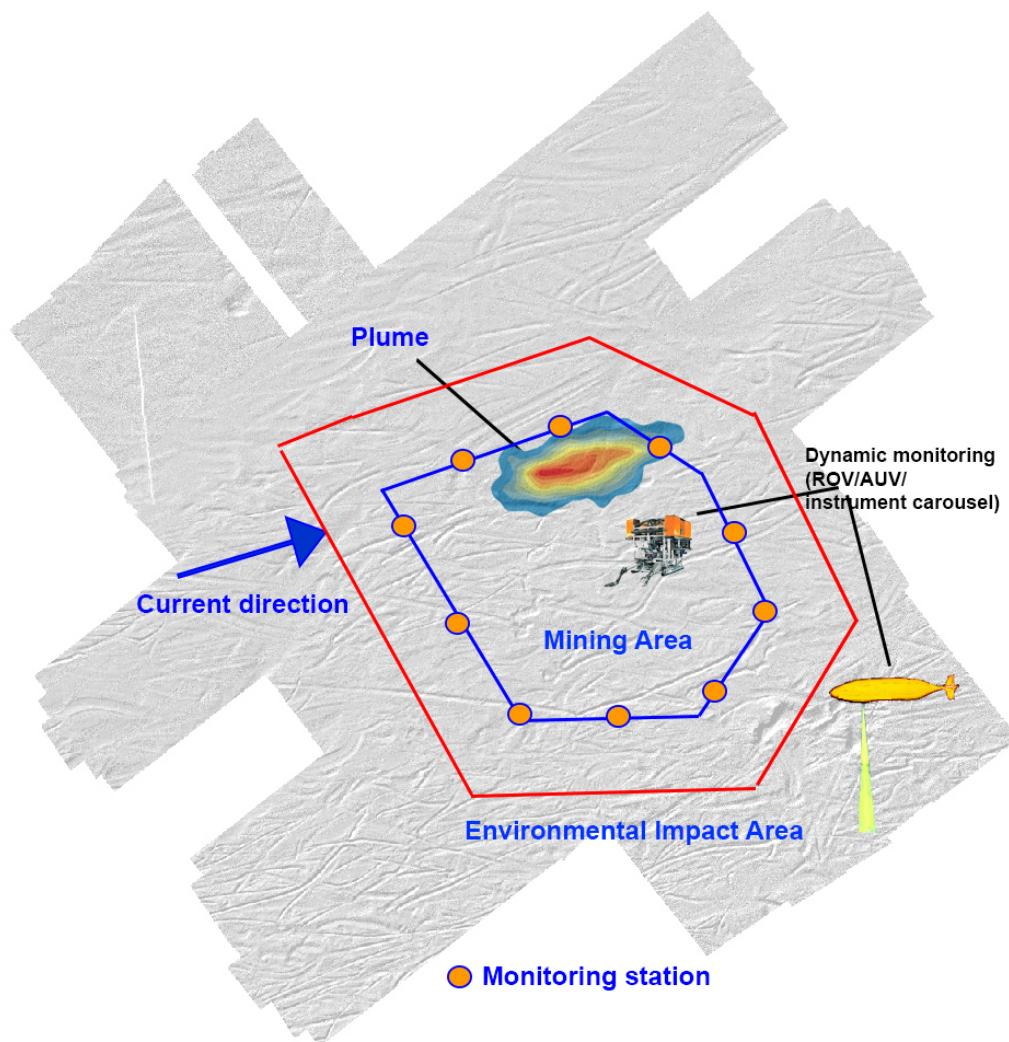 Plume
Dynamic monitoring
(ROV/AUV/
instrument carousel)
Current direction
Mining Area
Environmental Impact Area
Monitoring station